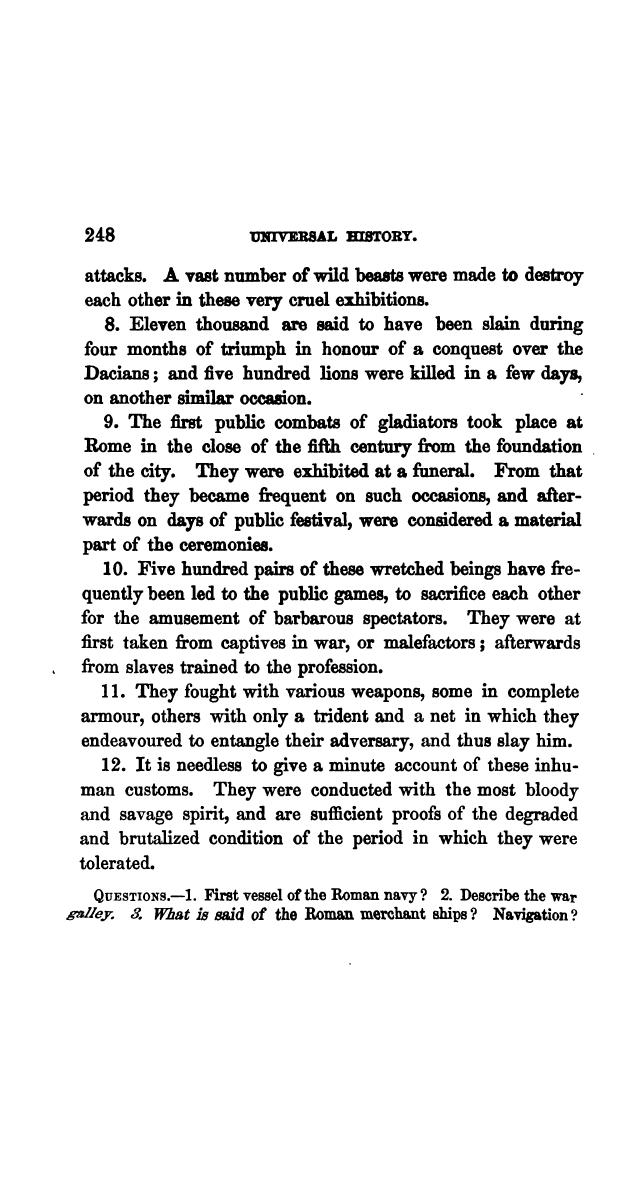 248 UNIVERSAL HISTORY.
attacks. A vast number of wild beasts were made to destroy
each other in these very cruel exhibitions.
8. Eleven thousand are said to have been slain during
four months of triumph in honour of a conquest over the
Dacians; and five hundred lions were killed in a few days,
on another similar occasion.
9. The first public combats of gladiators took place at
Rome in the close of the fifth century from the foundation
of the city. They were exhibited at a funeral. From that
period they became frequent on such occasions, and after-
wards on days of public festival, were considered a material
part of the ceremonies.
10. Five hundred pairs of these wretched beings have fre-
quently been led to the public games, to sacrifice each other
for the amusement of barbarous spectators. They were at
first taken from captives in war, or malefactors; afterwards
from slaves trained to the profession.
11. They fought with various weapons, some in complete
armour, others with only a trident and a net in which they
endeavoured to entangle their adversary, and thus slay him.
12. It is needless to give a minute account of these inhu-
man customs. They were conducted with the most bloody
and savage spirit, and are sufficient proofs of the degraded
and brutalized condition of the period in which they were
tolerated.
QUESTIONS.—1. First vessel of the Roman navy? 2. Describe the war
galley. 3. What is said of the Roman merchant ships? Navigation?